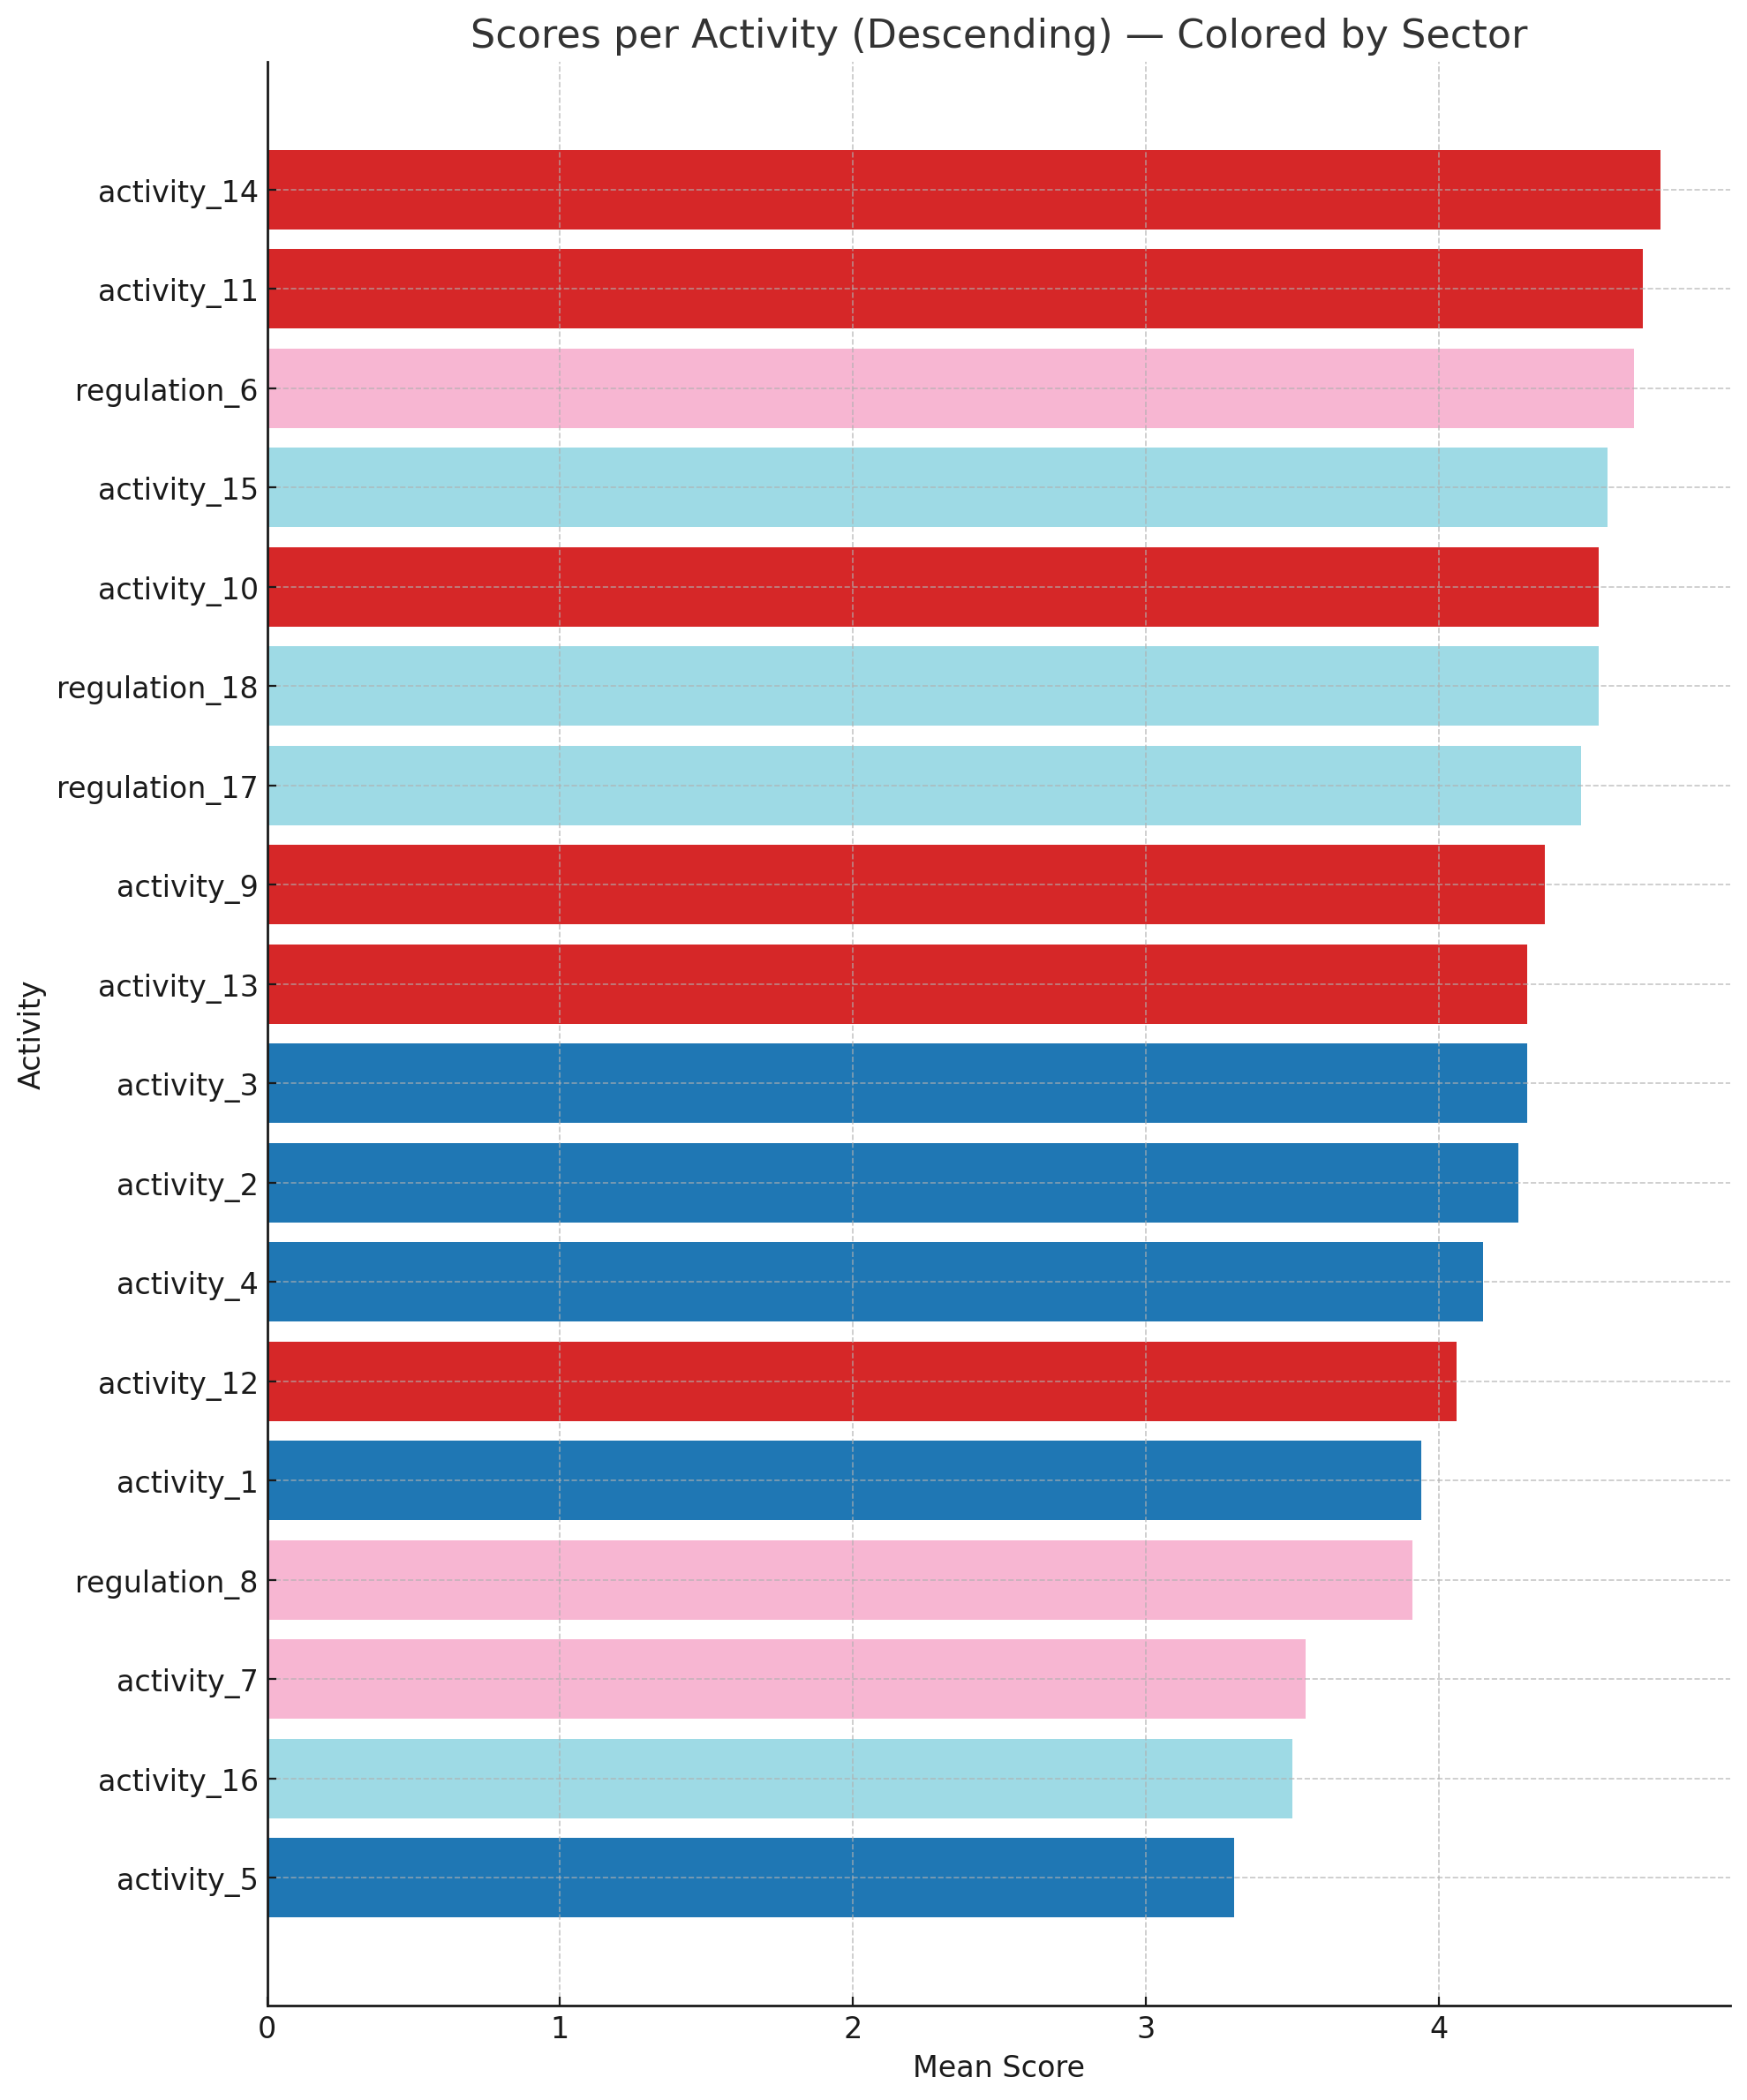 Scores per Activity (Descending) — Colored by Sector
activity_14
activity_11
regulation_6
activity_15
activity_10
regulation_18
regulation_17
activity_9
activity_13
activity_3
activity_2
activity_4
activity_12
activity_1
regulation_8
activity_7
activity_16
activity_5
Activity
0 1 2 3 4
Mean Score